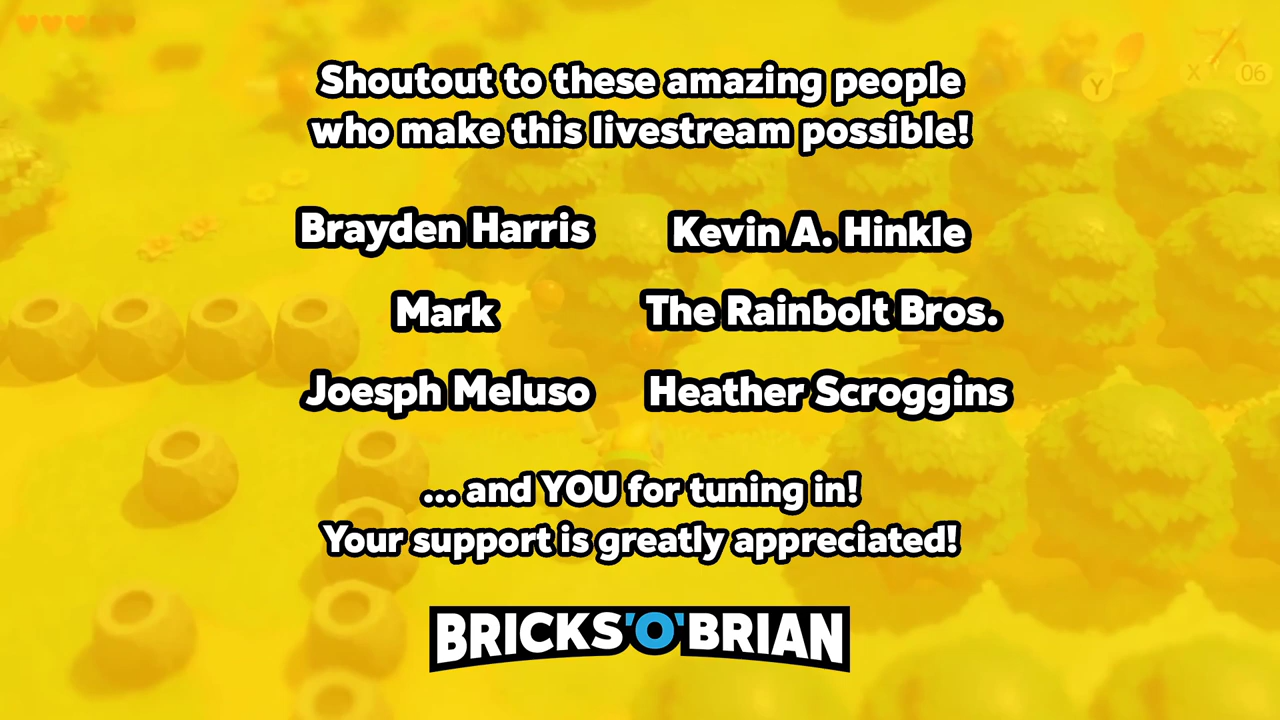 Y
X
06
Shoutout to these amazing people
who make this livestream possible!
Brayden Harris
Kevin A. Hinkle
Mark
The Rainbolt Bros.
Joesph Meluso
Heather Scroggins
... and YOU for tuning in!
Your support is greatly appreciated!
BRICKS'O'BRIAN